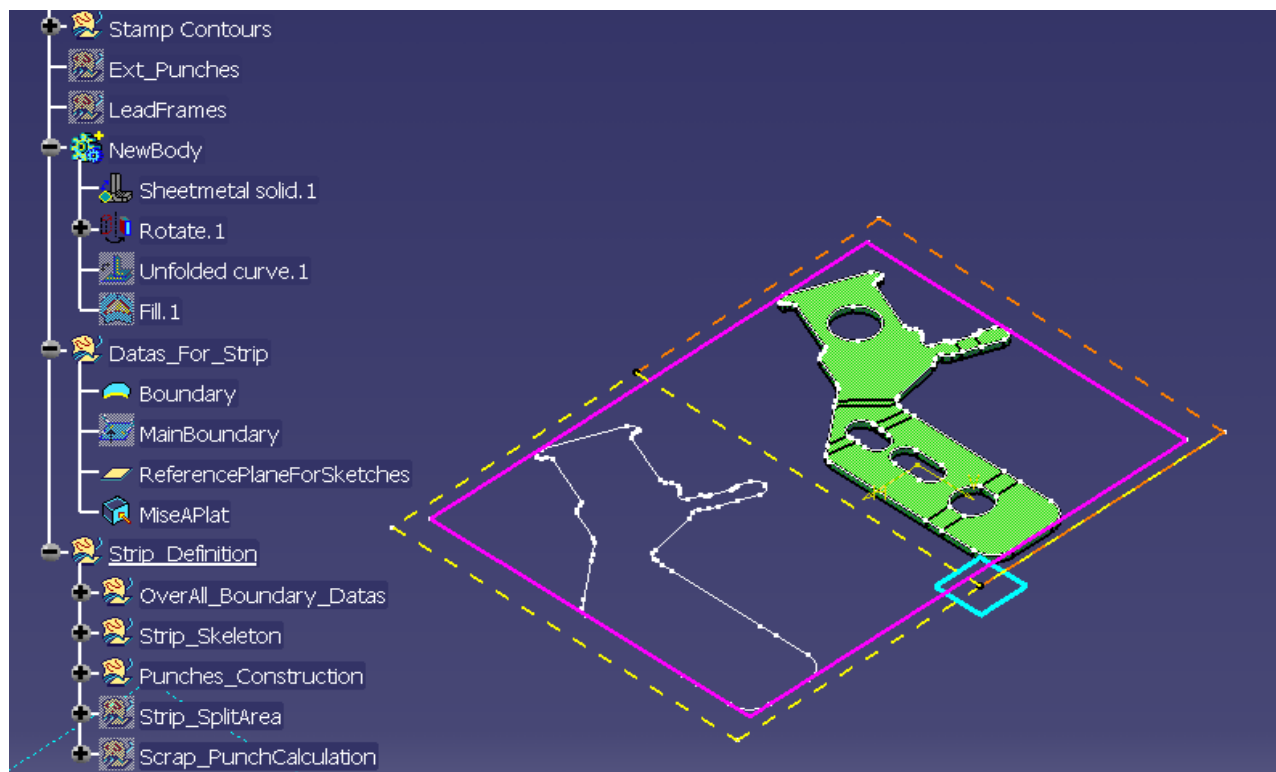 Stamp Contours
Ext_Punches
LeadFrames
NewBody
Sheetmetal solid.1
Rotate.1
Unfolded curve.1
Fill.1
Datas_For_Strip
Boundary
MainBoundary
ReferencePlaneForSketches
MiseAPlat
Strip_Definition
OverAll_Boundary_Datas
Strip_Skeleton
Punches_Construction
Strip_SplitArea
Scrap_PunchCalculation